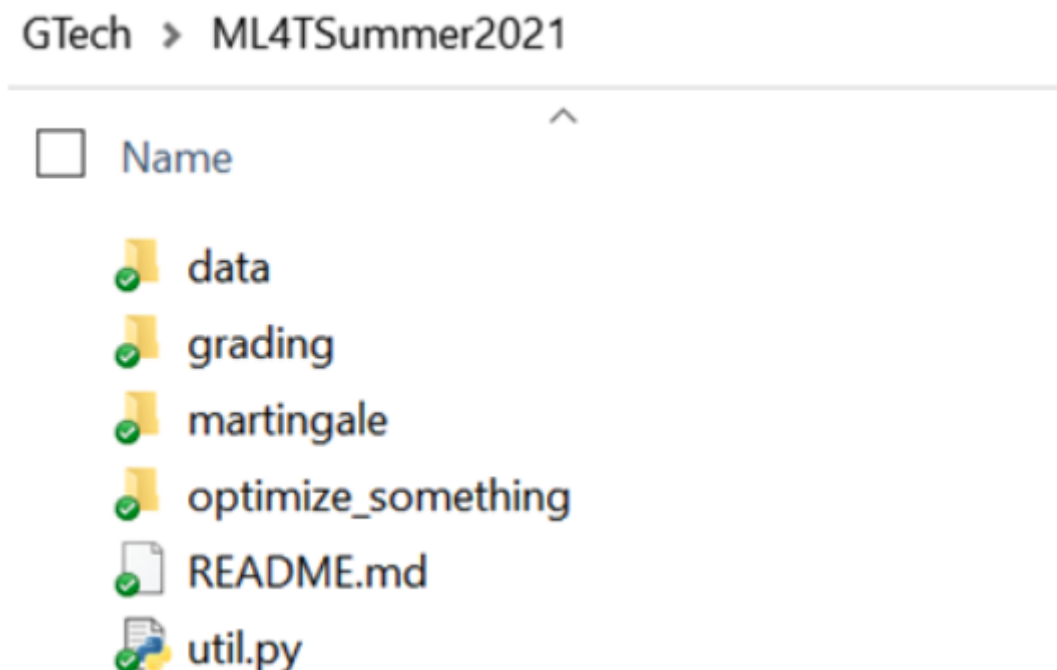 GTech > ML4TSummer2021
Name
data
grading
martingale
optimize_something
README.md
util.py